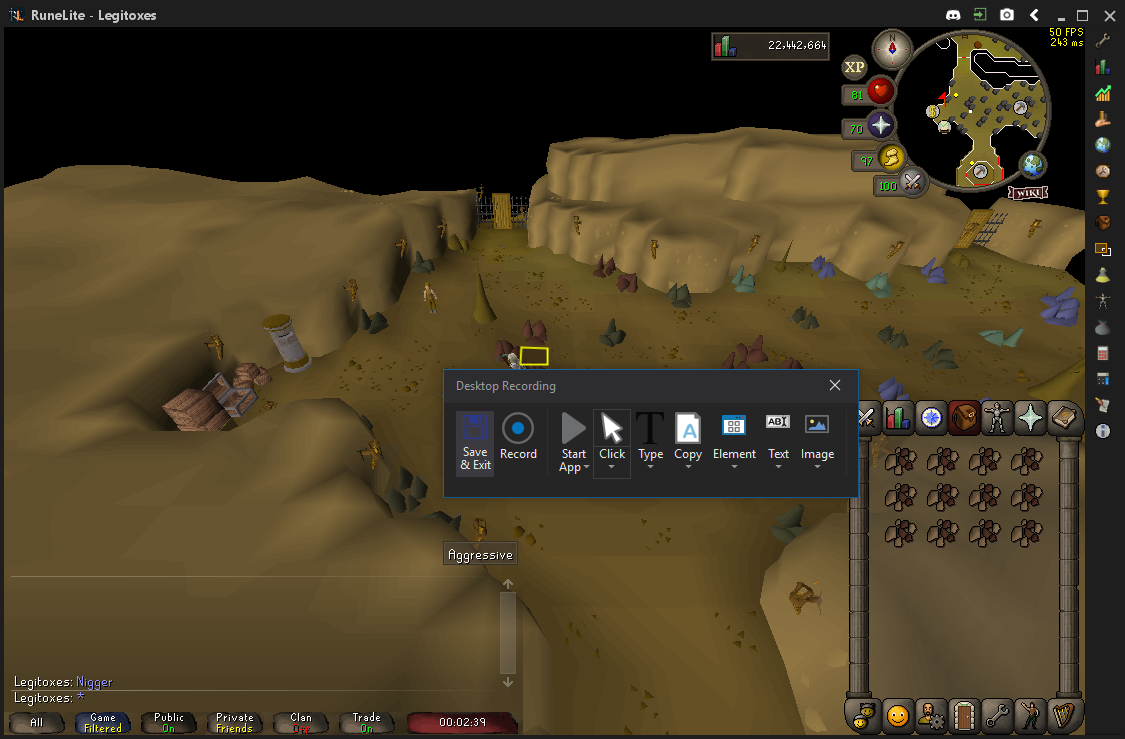 RuneLite - Legitoxes
50 FPS
243 ms
22,442,664
XP
81
70
97
100
WIKI
Desktop Recording
Save & Exit
Record
Start App
Click
Type
Copy
Element
Text
Image
A
ABI
Aggressive
Legitoxes: Nigger
Legitoxes: *
All
Game Filtered
Public On
Private Friends
Clan Off
Trade On
00:02:39